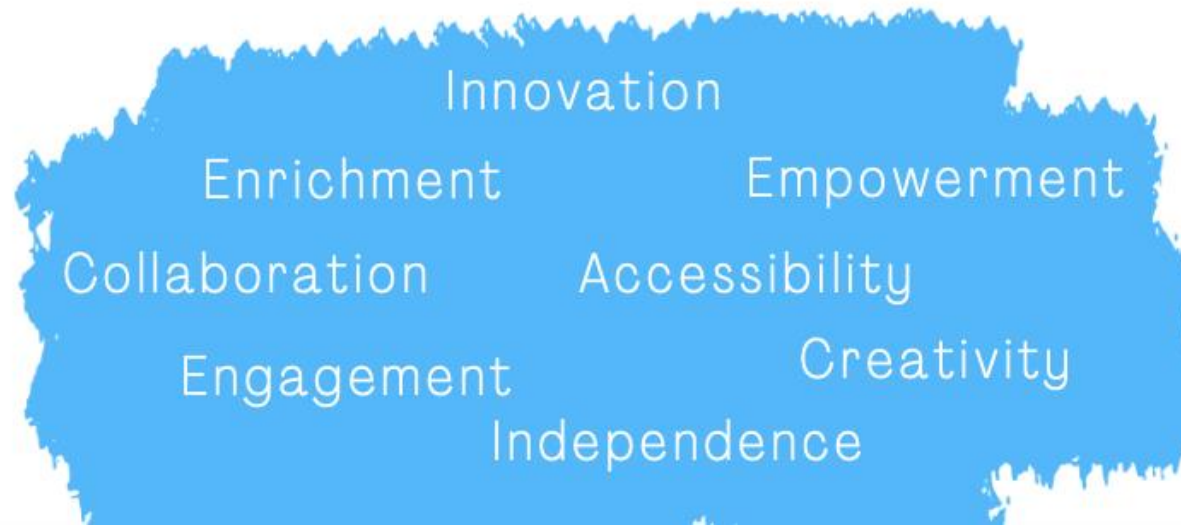 Innovation
Enrichment Empowerment
Collaboration Accessibility
Creativity
Engagement
Independence